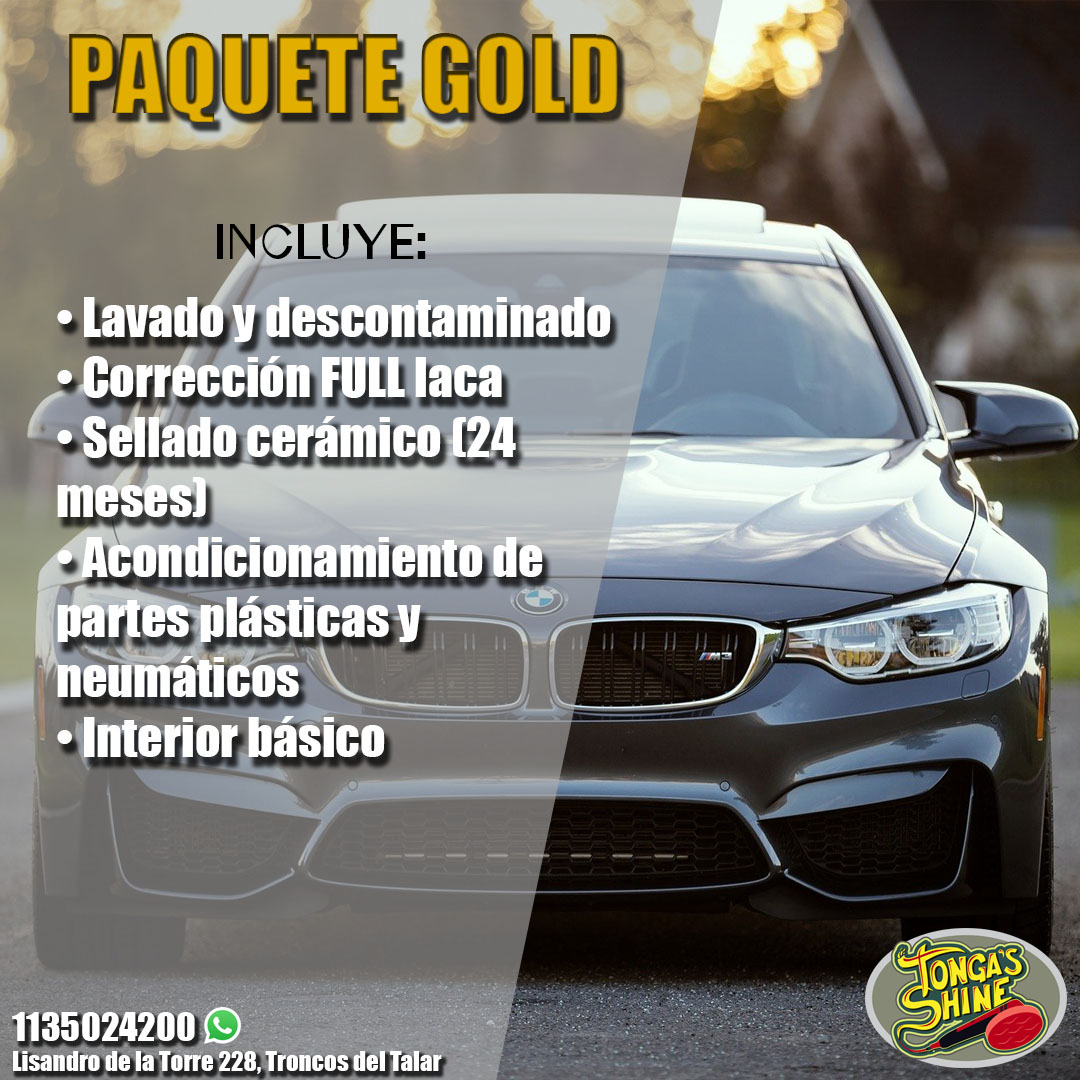 PAQUETE GOLD
INCLUYE:
• Lavado y descontaminado
• Corrección FULL laca
• Sellado cerámico (24
meses)
• Acondicionamiento de
partes plásticas y
neumáticos
• Interior básico
M3
TONGA'S
SHINE
1135024200
Lisandro de la Torre 228, Troncos del Talar